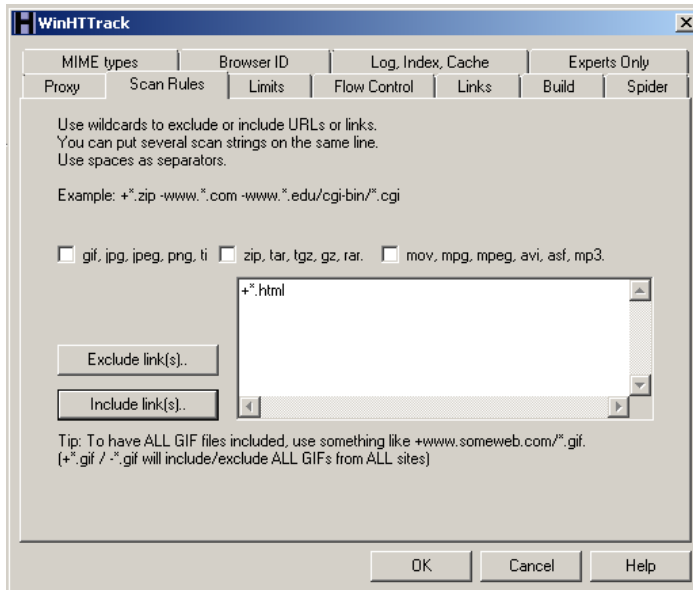 WinHTTrack
MIME types Browser ID Log, Index, Cache Experts Only
Proxy Scan Rules Limits Flow Control Links Build Spider
Use wildcards to exclude or include URLs or links.
You can put several scan strings on the same line.
Use spaces as separators.
Example: +*.zip -www.*.com -www.*.edu/cgi-bin/*.cgi
gif, jpg, jpeg, png, ti zip, tar, tgz, gz, rar. mov, mpg, mpeg, avi, asf, mp3.
+*.html
Exclude link(s)..
Include link(s)..
Tip: To have ALL GIF files included, use something like +www.someweb.com/*.gif.
(+*.gif / -*.gif will include/exclude ALL GIFs from ALL sites)
OK Cancel Help